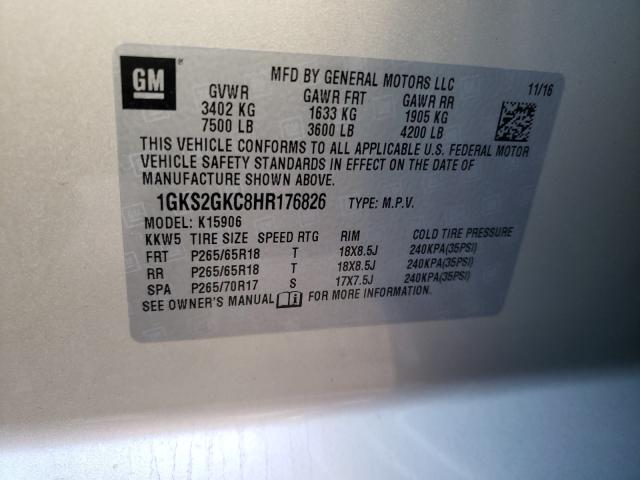 GM
MFD BY GENERAL MOTORS LLC
11/16
GVWR GAWR FRT GAWR RR
3402 KG 1633 KG 1905 KG
7500 LB 3600 LB 4200 LB
THIS VEHICLE CONFORMS TO ALL APPLICABLE U.S. FEDERAL MOTOR
VEHICLE SAFETY STANDARDS IN EFFECT ON THE DATE OF
MANUFACTURE SHOWN ABOVE.
1GKS2GKC8HR176826 TYPE: M.P.V.
MODEL: K15906
KKW5 TIRE SIZE SPEED RTG RIM COLD TIRE PRESSURE
FRT P265/65R18 T 18X8.5J 240KPA(35PSI)
RR P265/65R18 T 18X8.5J 240KPA(35PSI)
SPA P265/70R17 S 17X7.5J 240KPA(35PSI)
SEE OWNER'S MANUAL FOR MORE INFORMATION.